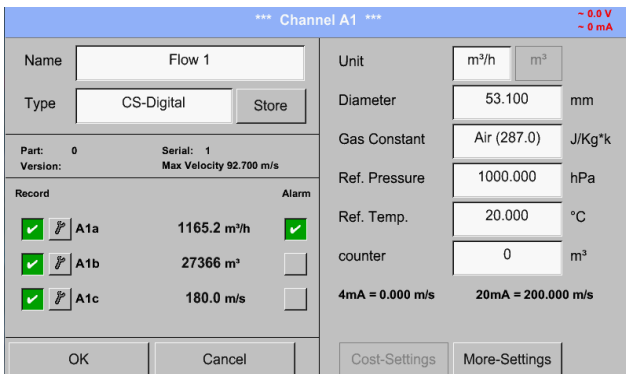 *** Channel A1 ***
~ 0.0 V
~ 0 mA
Name Flow 1
Type CS-Digital Store
Part: 0 Serial: 1
Version: Max Velocity 92.700 m/s
Record Alarm
A1a 1165.2 m³/h
A1b 27366 m³
A1c 180.0 m/s
OK Cancel
Unit m³/h m³
Diameter 53.100 mm
Gas Constant Air (287.0) J/Kg*k
Ref. Pressure 1000.000 hPa
Ref. Temp. 20.000 °C
counter 0 m³
4mA = 0.000 m/s 20mA = 200.000 m/s
Cost-Settings More-Settings